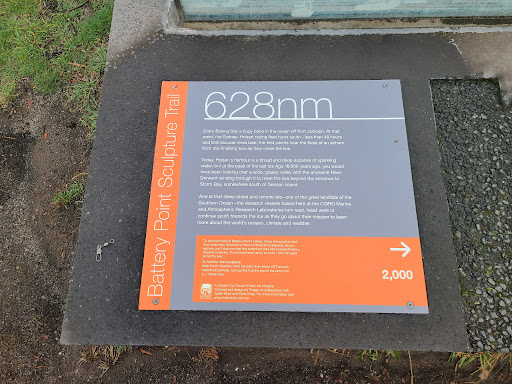 Battery Point Sculpture Trail
628nm
Every Boxing Day a buoy bobs in the ocean off Port Jackson. At that
point, the Sydney–Hobart racing fleet turns south – less than 48 hours
and 628 nautical miles later, the first yachts hear the blast of an airhorn
from the finishing box as they cross the line.
Today, Hobart's harbour is a broad and deep expanse of sparkling
water, but at the peak of the last Ice Age 18,000 years ago, you would
have been looking over a wide, grassy valley with the ancestral River
Derwent winding through it to meet the sea beyond the entrance to
Storm Bay, somewhere south of Tasman Island.
And at that steep-sided and remote isle – one of the great landfalls of the
Southern Ocean – the research vessels based here at the CSIRO Marine
and Atmospheric Research Laboratories turn east, head west or
continue south towards the ice as they go about their mission to learn
more about the world's oceans, climate and weather.
2,000